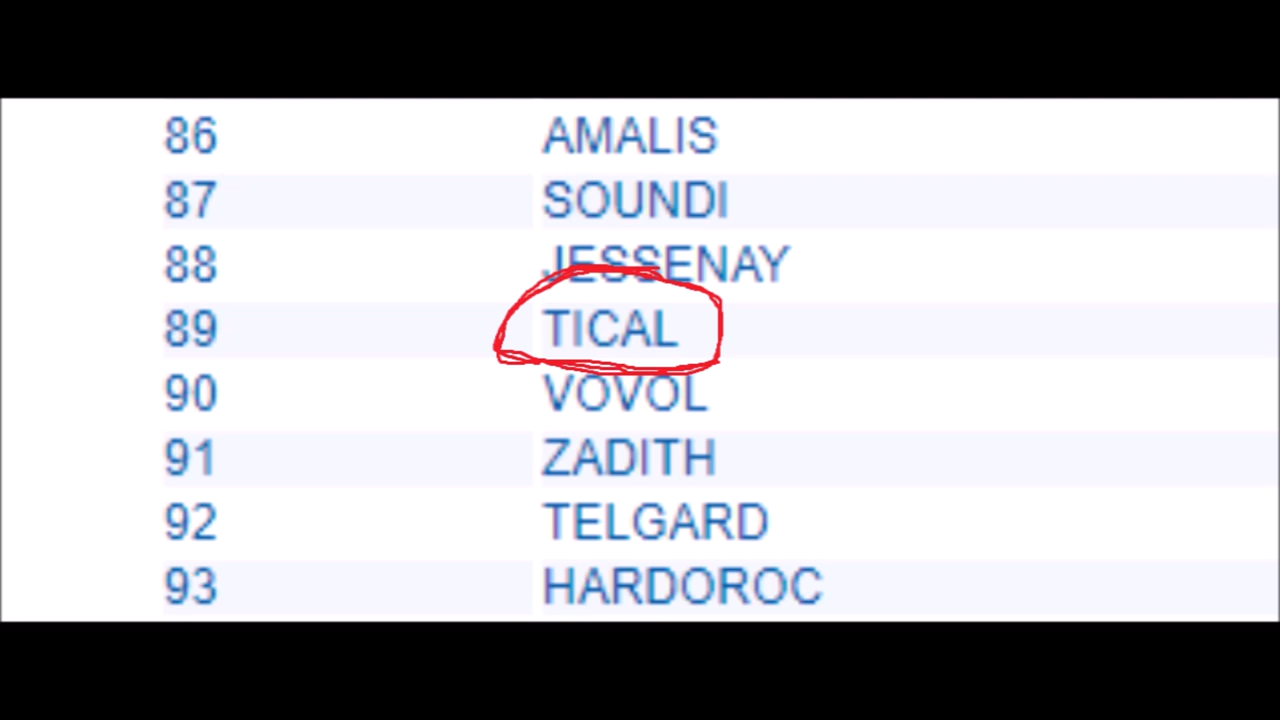 86 AMALIS
87 SOUNDI
88 JESSENAY
89 TICAL
90 VOVOL
91 ZADITH
92 TELGARD
93 HARDOROC